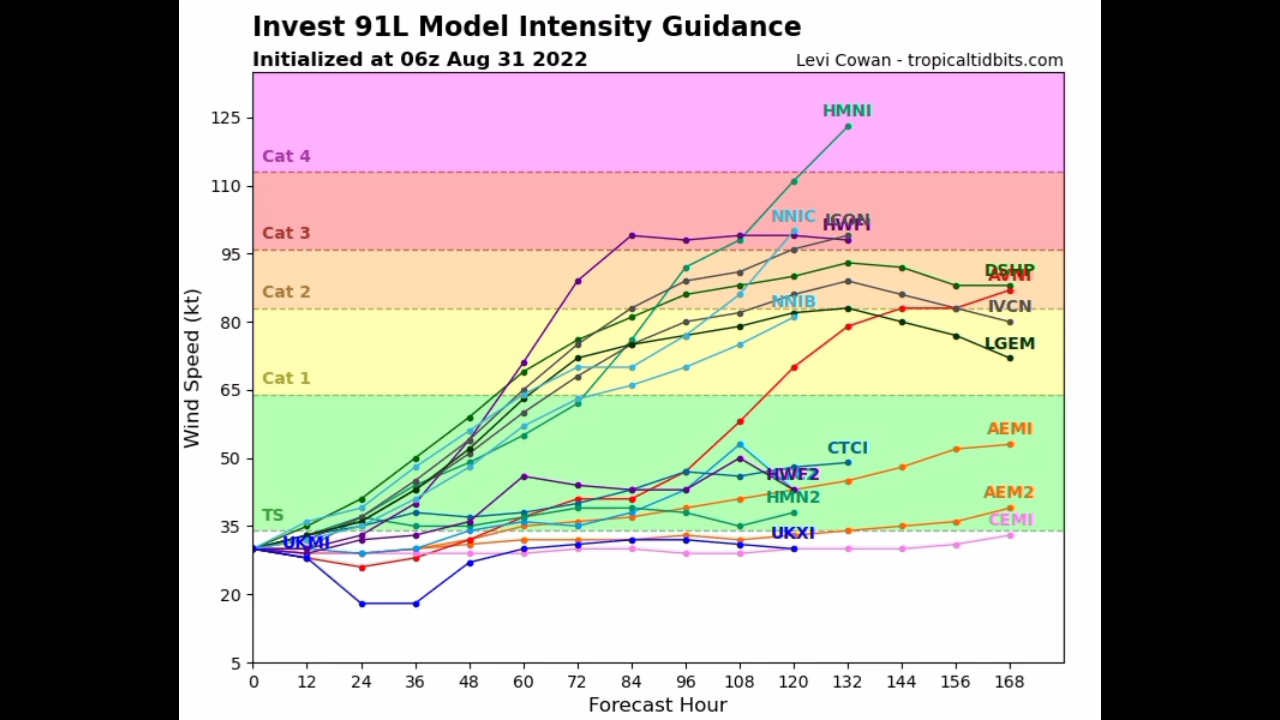 Invest 91L Model Intensity Guidance
Initialized at 06z Aug 31 2022
Levi Cowan - tropicaltidbits.com
Wind Speed (kt)
125
110
95
80
65
50
35
20
5
Cat 4
Cat 3
Cat 2
Cat 1
TS
HMNI
NNIC
ICON
HWFI
DSHP
AVNI
NNIB
IVCN
LGEM
AEMI
CTCI
HWF2
HMN2
AEM2
CEMI
UKXI
UKMI
0 12 24 36 48 60 72 84 96 108 120 132 144 156 168
Forecast Hour